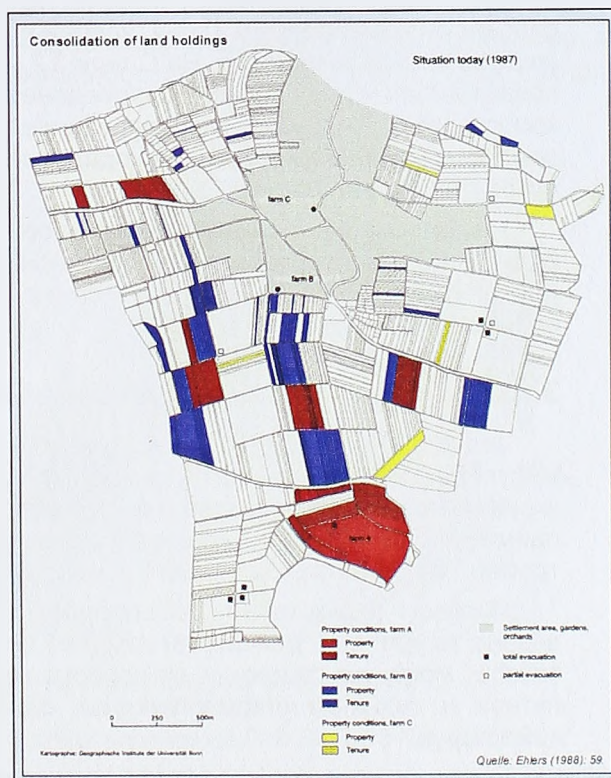 Consolidation of land holdings
Situation today (1987)
farm C
farm B
farm A
Property conditions, farm A
Property
Tenure
Property conditions, farm B
Property
Tenure
Property conditions, farm C
Property
Tenure
Settlement area, gardens,
orchards
total evacuation
partial evacuation
0 250 500m
Kartographie: Geographische Institute der Universität Bonn
Quelle: Ehlers (1988): 59